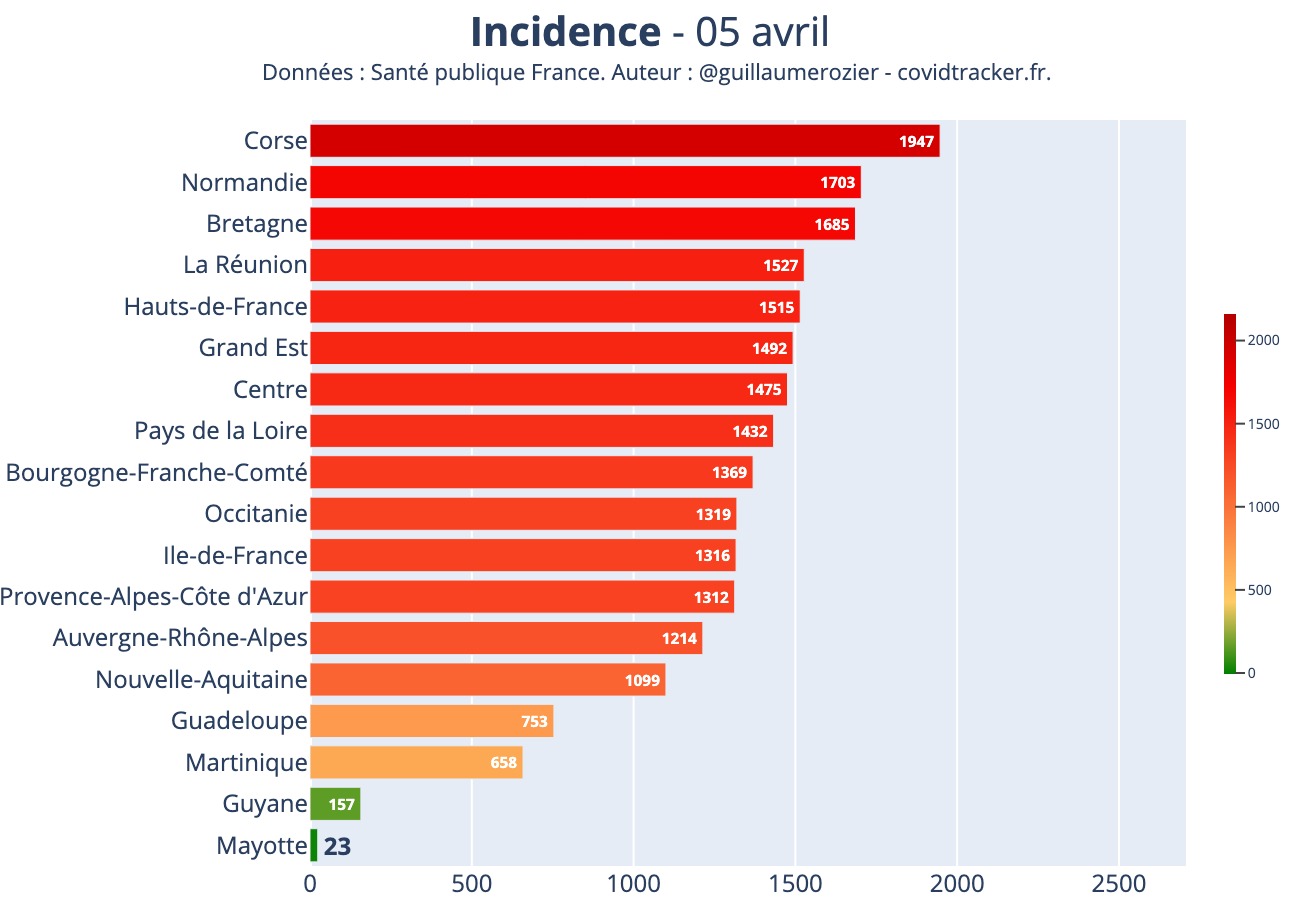 Incidence - 05 avril
Données : Santé publique France. Auteur : @guillaumerozier - covidtracker.fr.
Corse 1947
Normandie 1703
Bretagne 1685
La Réunion 1527
Hauts-de-France 1515
Grand Est 1492
Centre 1475
Pays de la Loire 1432
Bourgogne-Franche-Comté 1369
Occitanie 1319
Ile-de-France 1316
Provence-Alpes-Côte d'Azur 1312
Auvergne-Rhône-Alpes 1214
Nouvelle-Aquitaine 1099
Guadeloupe 753
Martinique 658
Guyane 157
Mayotte 23
0 500 1000 1500 2000 2500
2000
1500
1000
500
0